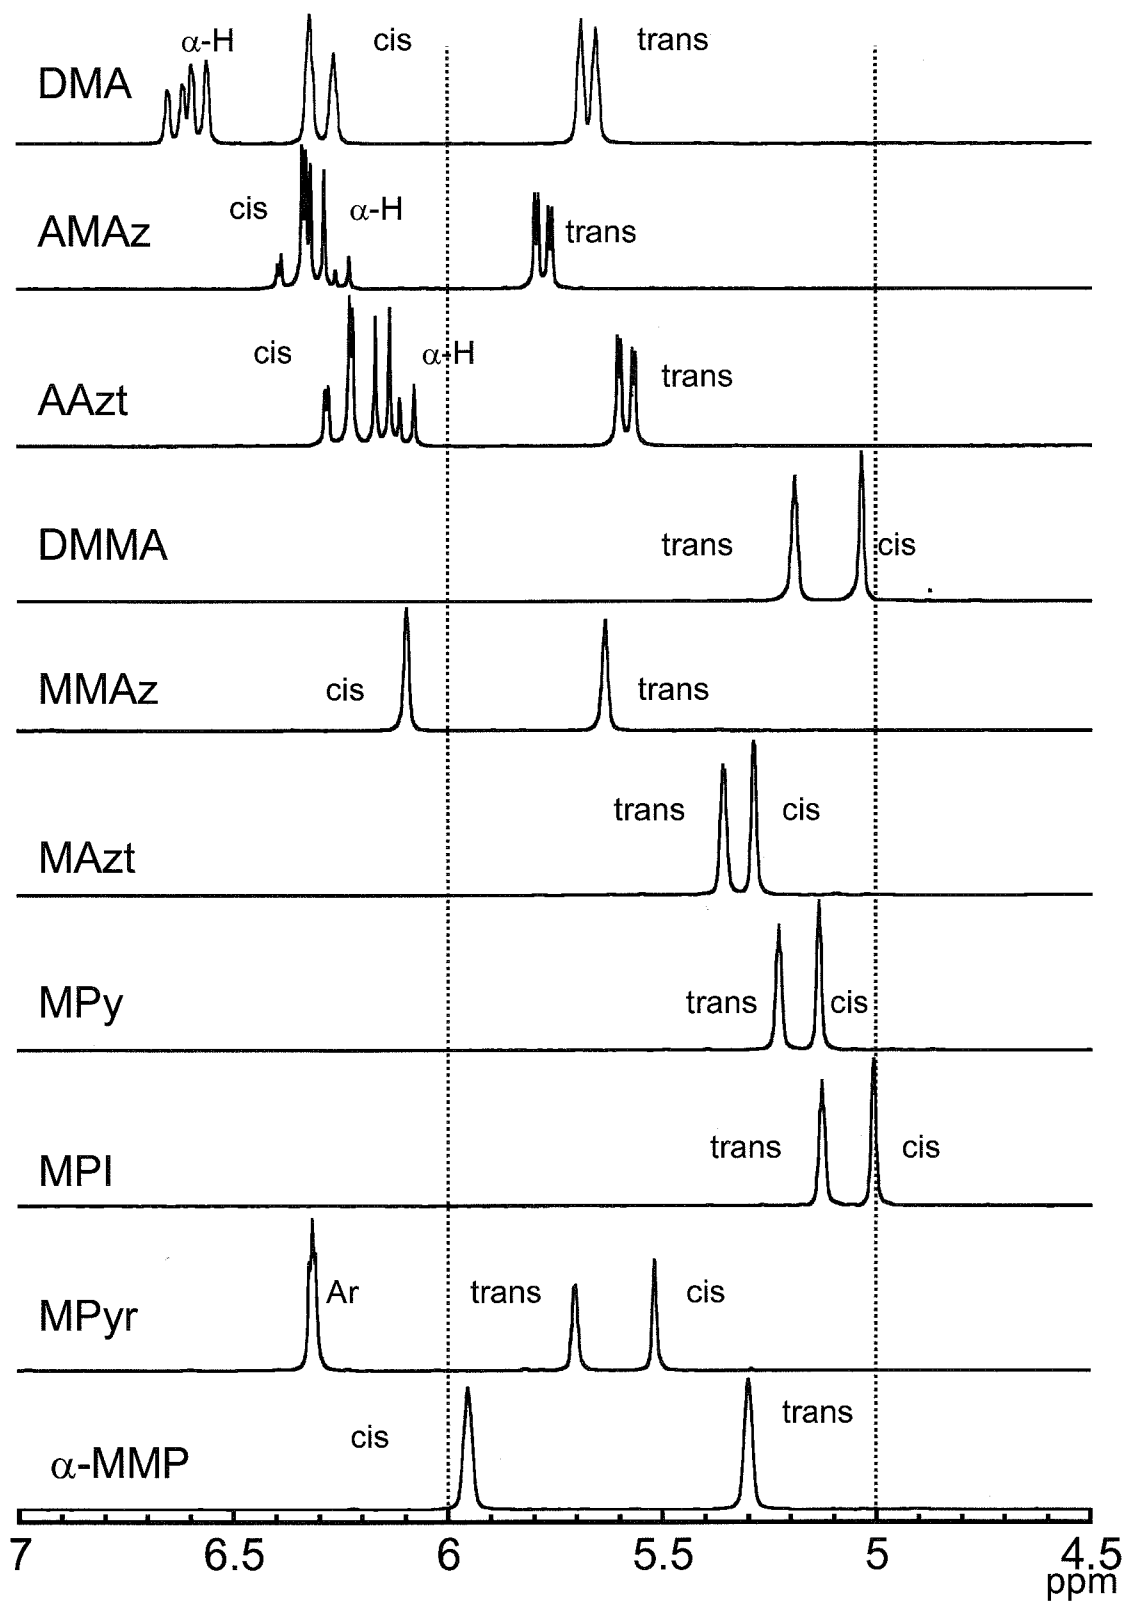 α-H
cis
trans
DMA
cis
α-H
AMAz
trans
cis
α-H
AAzt
trans
DMMA
trans
cis
MMAz
cis
trans
trans
cis
MAzt
MPy
trans
cis
MPI
trans
cis
MPyr
Ar
trans
cis
trans
cis
α-MMP
7
6.5
6
5.5
5
4.5
ppm